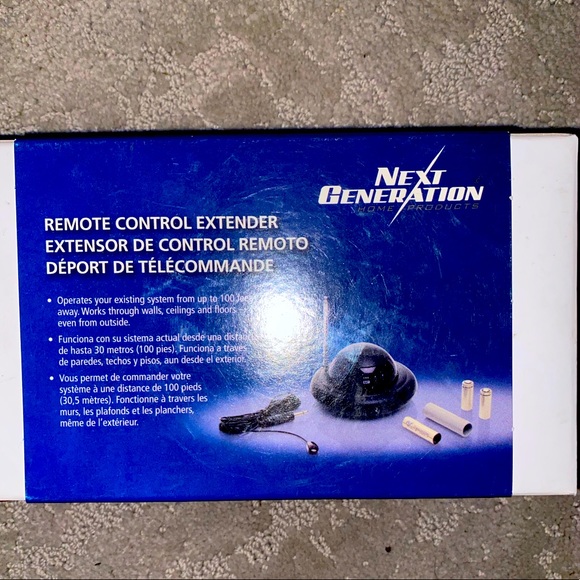 NEXT
GENERATION
HOME PRODUCTS
REMOTE CONTROL EXTENDER
EXTENSOR DE CONTROL REMOTO
DÉPORT DE TÉLÉCOMMANDE
• Operates your existing system from up to 100 feet
away. Works through walls, ceilings and floors
even from outside.
• Funciona con su sistema actual desde una distancia
de hasta 30 metros (100 pies). Funciona a través
de paredes, techos y pisos, aun desde el exterior.
• Vous permet de commander votre
système à une distance de 100 pieds
(30,5 mètres). Fonctionne à travers les
murs, les plafonds et les planchers,
même de l'extérieur.